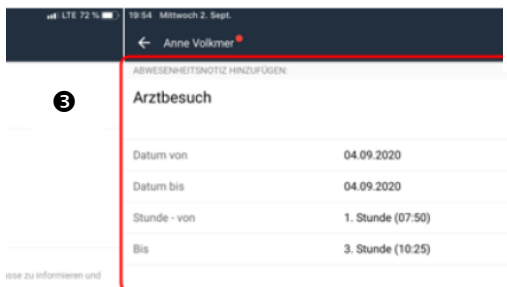 LTE 72 %
19:54 Mittwoch 2. Sept.
← Anne Volkmer
ABWESENHEITSNOTIZ HINZUFÜGEN:
❸
Arztbesuch
Datum von 04.09.2020
Datum bis 04.09.2020
Stunde - von 1. Stunde (07:50)
Bis 3. Stunde (10:25)
zu informieren und